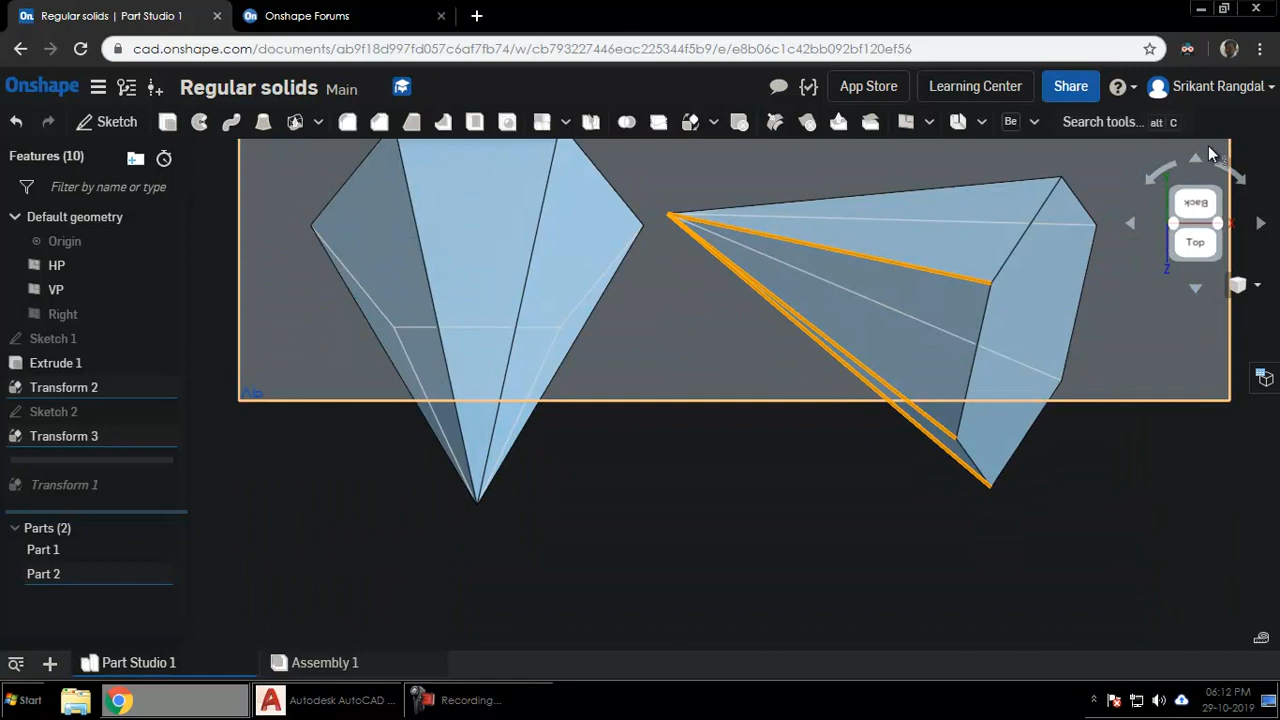 Regular solids | Part Studio 1
Onshape Forums
cad.onshape.com/documents/ab9f18d997fd057c6af7fb74/w/cb793227446eac225344f5b9/e/e8b06c1c42bb092bf120ef56
Onshape
Regular solids Main
App Store
Learning Center
Share
Srikant Rangdal
Sketch
Be
Search tools... alt C
Features (10)
Filter by name or type
Default geometry
Origin
HP
VP
Right
Sketch 1
Extrude 1
Transform 2
Sketch 2
Transform 3
Transform 1
Parts (2)
Part 1
Part 2
Back
Top
X
Z
Part Studio 1
Assembly 1
Start
Autodesk AutoCAD ...
Recording...
06:12 PM
29-10-2019